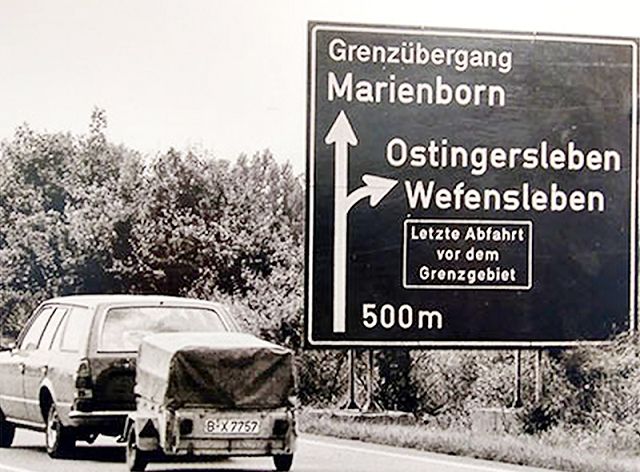 Grenzübergang
Marienborn
Ostingersleben
Wefensleben
Letzte Abfahrt
vor dem
Grenzgebiet
500m
B-X 7757